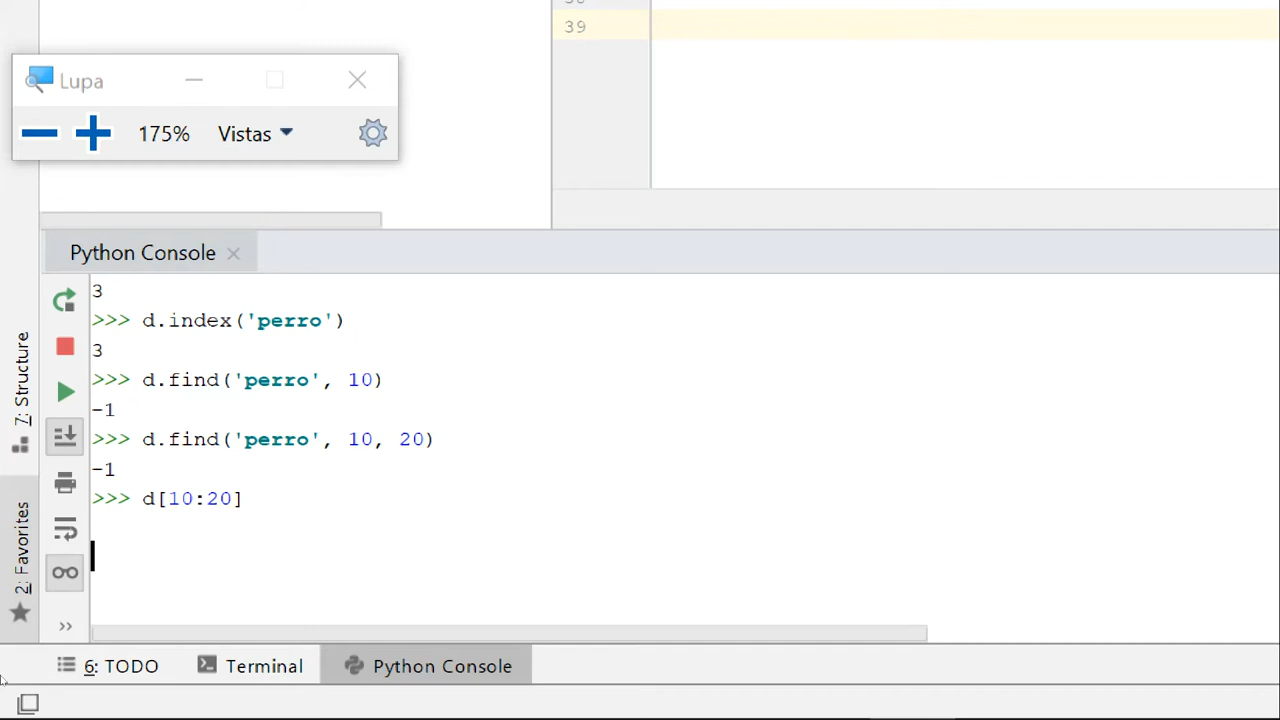 39
Lupa
175% Vistas
Python Console
3
>>> d.index('perro')
3
>>> d.find('perro', 10)
-1
>>> d.find('perro', 10, 20)
-1
>>> d[10:20]
7: Structure
2: Favorites
6: TODO Terminal Python Console